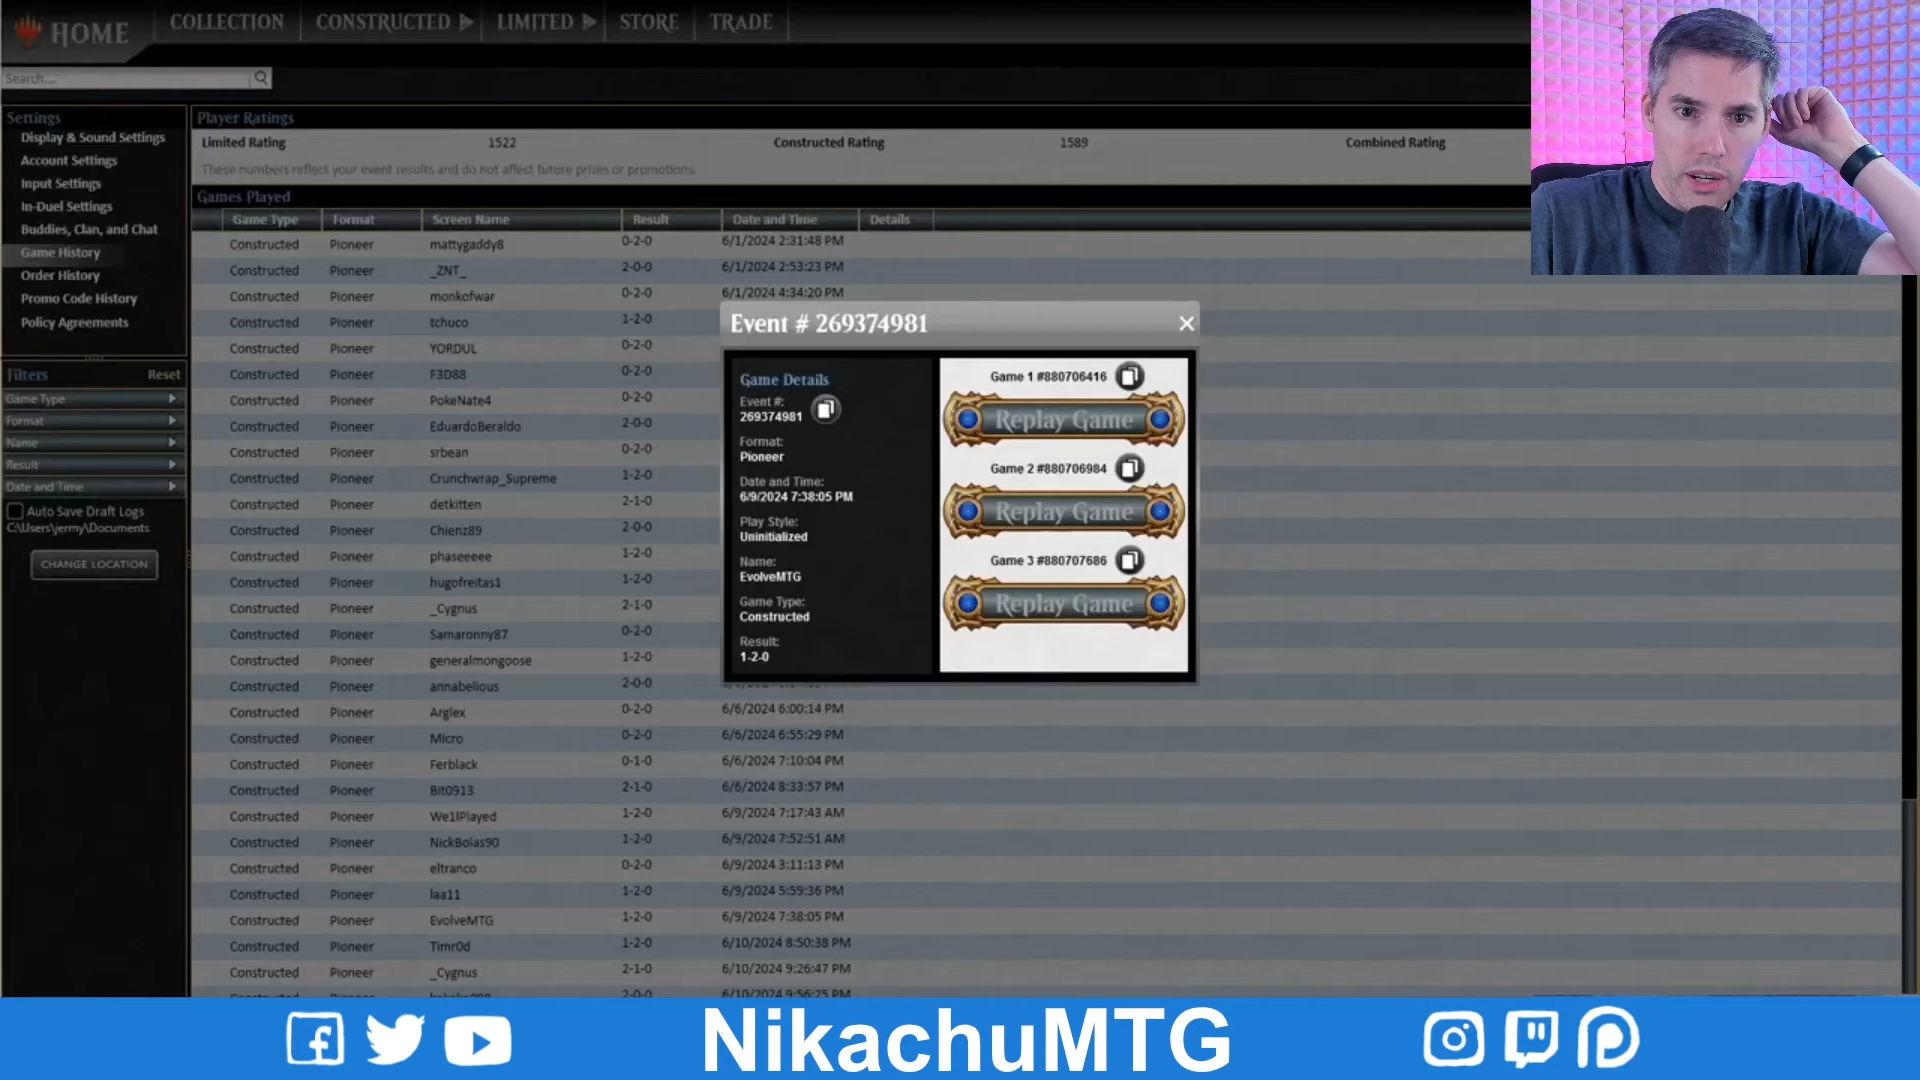 HOME
COLLECTION
CONSTRUCTED
LIMITED
STORE
TRADE
Search....
Settings
Display & Sound Settings
Account Settings
Input Settings
In-Duel Settings
Buddies, Clan, and Chat
Game History
Order History
Promo Code History
Policy Agreements
Filters Reset
Game Type
Format
Name
Result
Date and Time
Auto Save Draft Logs
C:\Users\jermy\Documents
CHANGE LOCATION
Player Ratings
Limited Rating 1522 Constructed Rating 1589 Combined Rating
These numbers reflect your event results and do not affect future prizes or promotions.
Games Played
Game Type Format Screen Name Result Date and Time Details
Constructed Pioneer mattygaddy8 0-2-0 6/1/2024 2:31:48 PM
Constructed Pioneer _ZNT_ 2-0-0 6/1/2024 2:53:23 PM
Constructed Pioneer monkofwar 0-2-0 6/1/2024 4:34:20 PM
Constructed Pioneer tchuco 1-2-0
Constructed Pioneer YORDUL 0-2-0
Constructed Pioneer F3D88 0-2-0
Constructed Pioneer PokeNate4 0-2-0
Constructed Pioneer EduardoBeraldo 2-0-0
Constructed Pioneer srbean 0-2-0
Constructed Pioneer Crunchwrap_Supreme 1-2-0
Constructed Pioneer detkitten 2-1-0
Constructed Pioneer Chienz89 2-0-0
Constructed Pioneer phaseeeee 1-2-0
Constructed Pioneer hugofreitas1 1-2-0
Constructed Pioneer _Cygnus 2-1-0
Constructed Pioneer Samaronny87 0-2-0
Constructed Pioneer generalmongoose 1-2-0
Constructed Pioneer annabelious 2-0-0
Constructed Pioneer Arglex 0-2-0 6/6/2024 6:00:14 PM
Constructed Pioneer Micro 0-2-0 6/6/2024 6:55:29 PM
Constructed Pioneer Ferblack 0-1-0 6/6/2024 7:10:04 PM
Constructed Pioneer Bit0913 2-1-0 6/6/2024 8:33:57 PM
Constructed Pioneer We1lPlayed 1-2-0 6/9/2024 7:17:43 AM
Constructed Pioneer NickBolas90 1-2-0 6/9/2024 7:52:51 AM
Constructed Pioneer eltranco 0-2-0 6/9/2024 3:11:13 PM
Constructed Pioneer laa11 1-2-0 6/9/2024 5:59:36 PM
Constructed Pioneer EvolveMTG 1-2-0 6/9/2024 7:38:05 PM
Constructed Pioneer Timr0d 1-2-0 6/10/2024 8:50:38 PM
Constructed Pioneer _Cygnus 2-1-0 6/10/2024 9:26:47 PM
Constructed Pioneer 2-0-0 6/10/2024 9:56:25 PM
Event # 269374981
Game Details
Event #:
269374981
Format:
Pioneer
Date and Time:
6/9/2024 7:38:05 PM
Play Style:
Uninitialized
Name:
EvolveMTG
Game Type:
Constructed
Result:
1-2-0
Game 1 #880706416
Replay Game
Game 2 #880706984
Replay Game
Game 3 #880707686
Replay Game
NikachuMTG